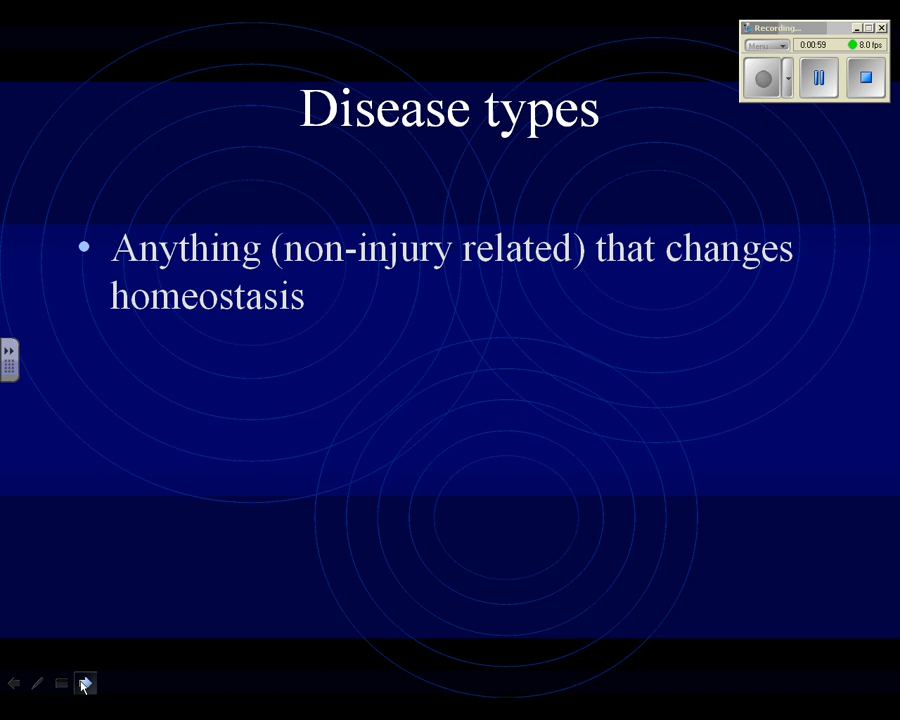 Recording...
Menu
0:00:59
8.0 fps
Disease types
• Anything (non-injury related) that changes
homeostasis